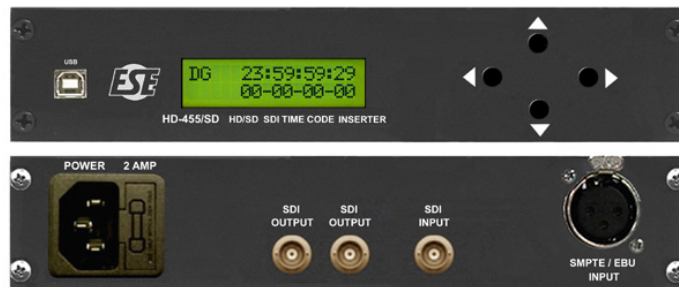 USB
ESE
DG 23:59:59:29
00-00-00-00
HD-455/SD HD/SD SDI TIME CODE INSERTER
POWER 2 AMP
SDI OUTPUT
SDI OUTPUT
SDI INPUT
SMPTE / EBU
INPUT